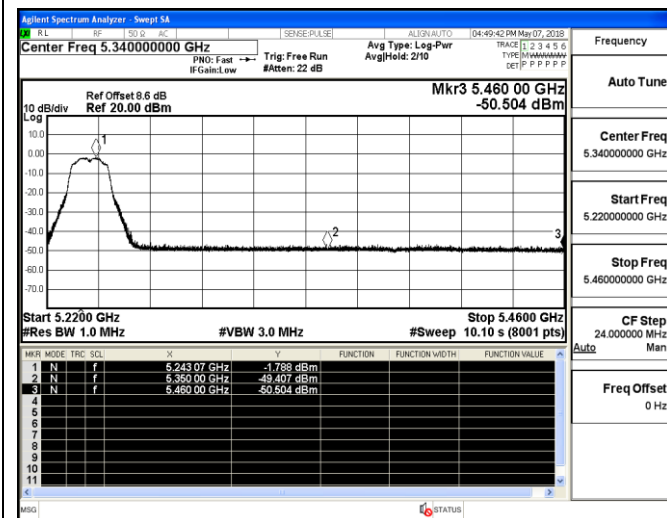 Agilent Spectrum Analyzer - Swept SA
RL RF 50 Ω AC SENSE:PULSE ALIGN AUTO 04:49:42 PM May 07, 2018
Center Freq 5.340000000 GHz
PNO: Fast
IFGain:Low
Trig: Free Run
#Atten: 22 dB
Avg Type: Log-Pwr
Avg|Hold: 2/10
TRACE 1 2 3 4 5 6
TYPE MWWWWW
DET P P P P P P
Ref Offset 8.6 dB
10 dB/div Ref 20.00 dBm
Log
Mkr3 5.460 00 GHz
-50.504 dBm
10.0
0.00
-10.0
-20.0
-30.0
-40.0
-50.0
-60.0
-70.0
1
2
3
Start 5.2200 GHz Stop 5.4600 GHz
#Res BW 1.0 MHz #VBW 3.0 MHz #Sweep 10.10 s (8001 pts)
MKR MODE TRC SCL X Y FUNCTION FUNCTION WIDTH FUNCTION VALUE
1 N f 5.243 07 GHz -1.788 dBm
2 N f 5.350 00 GHz -49.407 dBm
3 N f 5.460 00 GHz -50.504 dBm
4
5
6
7
8
9
10
11
MSG STATUS
Frequency
Auto Tune
Center Freq
5.340000000 GHz
Start Freq
5.220000000 GHz
Stop Freq
5.460000000 GHz
CF Step
24.000000 MHz
Auto Man
Freq Offset
0 Hz